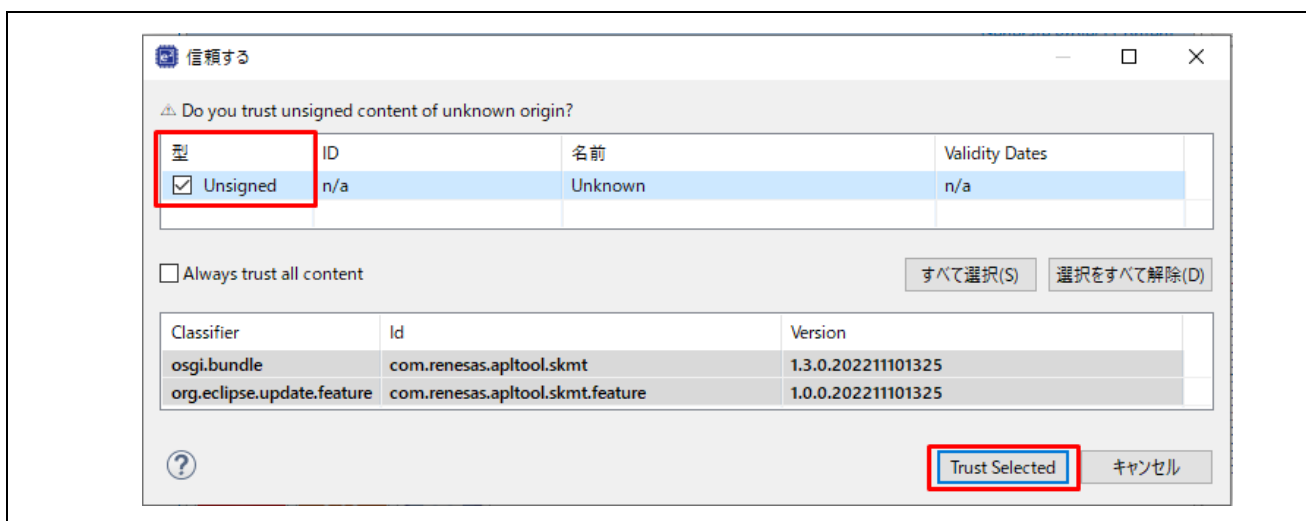 信頼する
Do you trust unsigned content of unknown origin?
型 ID 名前 Validity Dates
Unsigned n/a Unknown n/a
Always trust all content すべて選択(S) 選択をすべて解除(D)
Classifier Id Version
osgi.bundle com.renesas.apltool.skmt 1.3.0.202211101325
org.eclipse.update.feature com.renesas.apltool.skmt.feature 1.0.0.202211101325
? Trust Selected キャンセル